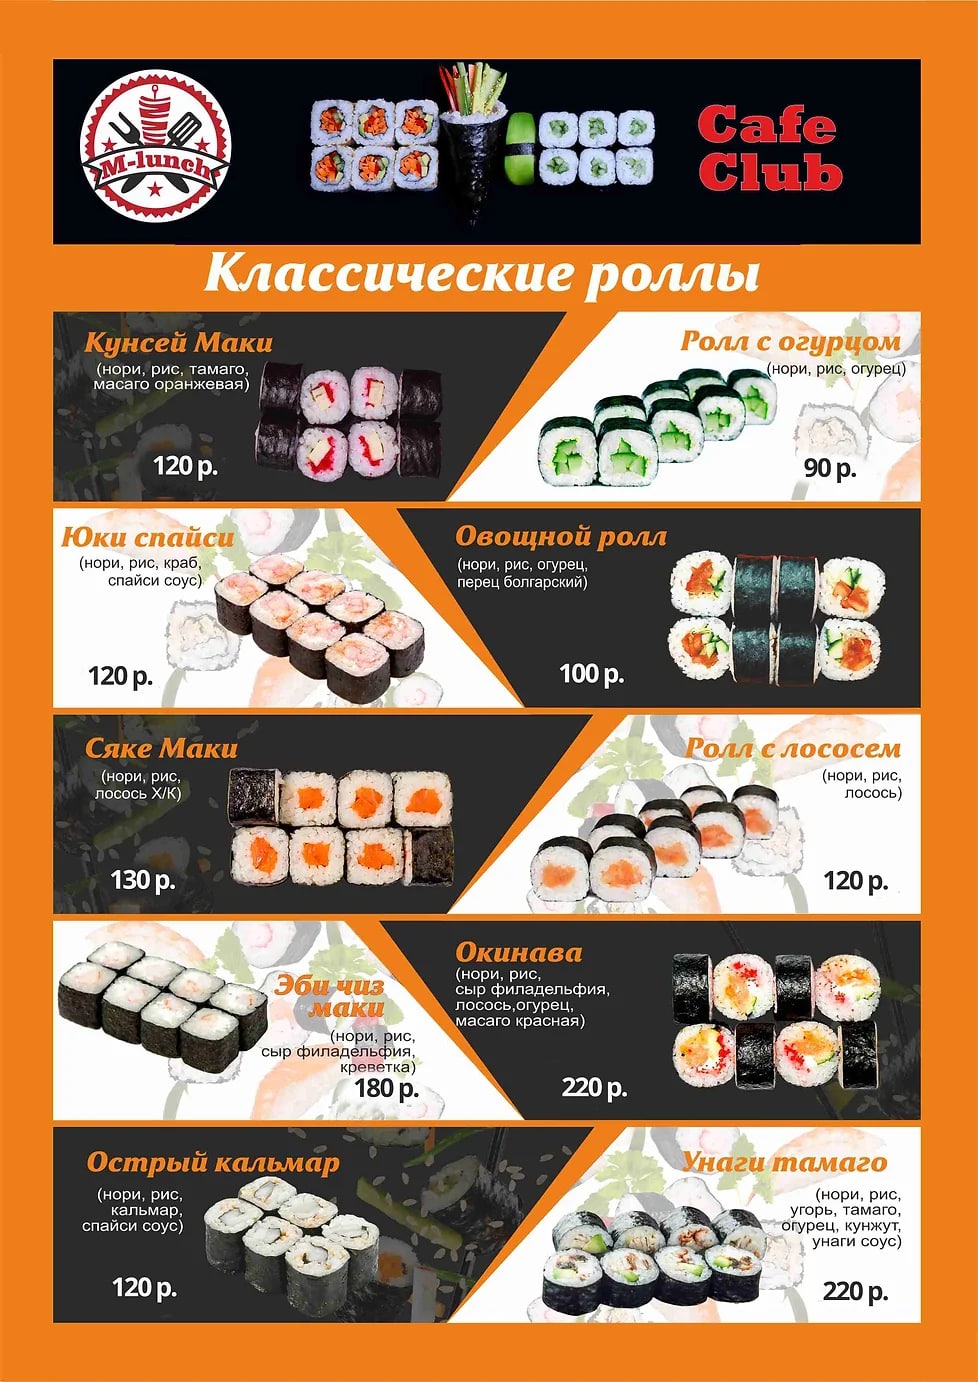 M-lunch
Cafe
Club
Классические роллы
Кунсей Маки
(нори, рис, тамаго,
масаго оранжевая)
120 р.
Ролл с огурцом
(нори, рис, огурец)
90 р.
Юки спайси
(нори, рис, краб,
спайси соус)
120 р.
Овощной ролл
(нори, рис, огурец,
перец болгарский)
100 р.
Сяке Маки
(нори, рис,
лосось Х/К)
130 р.
Ролл с лососем
(нори, рис,
лосось)
120 р.
Эби чиз
маки
(нори, рис,
сыр филадельфия,
креветка)
180 р.
Окинава
(нори, рис,
сыр филадельфия,
лосось,огурец,
масаго красная)
220 р.
Острый кальмар
(нори, рис,
кальмар,
спайси соус)
120 р.
Унаги тамаго
(нори, рис,
угорь, тамаго,
огурец, кунжут,
унаги соус)
220 р.